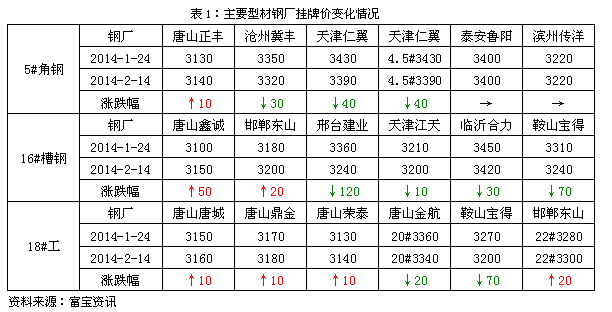 表1：主要型材钢厂挂牌价变化情况
5#角钢 钢厂 唐山正丰 沧州冀丰 天津仁翼 天津仁翼 泰安鲁阳 滨州传洋
2014-1-24 3130 3350 3430 4.5#3430 3400 3220
2014-2-14 3140 3320 3390 4.5#3390 3400 3220
涨跌幅 ↑10 ↓30 ↓40 ↓40 → →
16#槽钢 钢厂 唐山鑫诚 邯郸东山 邢台建业 天津江天 临沂合力 鞍山宝得
2014-1-24 3100 3180 3360 3210 3450 3310
2014-2-14 3150 3200 3240 3200 3420 3240
涨跌幅 ↑50 ↑20 ↓120 ↓10 ↓30 ↓70
18#工 钢厂 唐山唐城 唐山鼎金 唐山荣泰 唐山金航 鞍山宝得 邯郸东山
2014-1-24 3150 3170 3130 20#3360 3270 22#3280
2014-2-14 3160 3180 3140 20#3340 3200 22#3300
涨跌幅 ↑10 ↑10 ↑10 ↓20 ↓70 ↑20
资料来源：富宝资讯